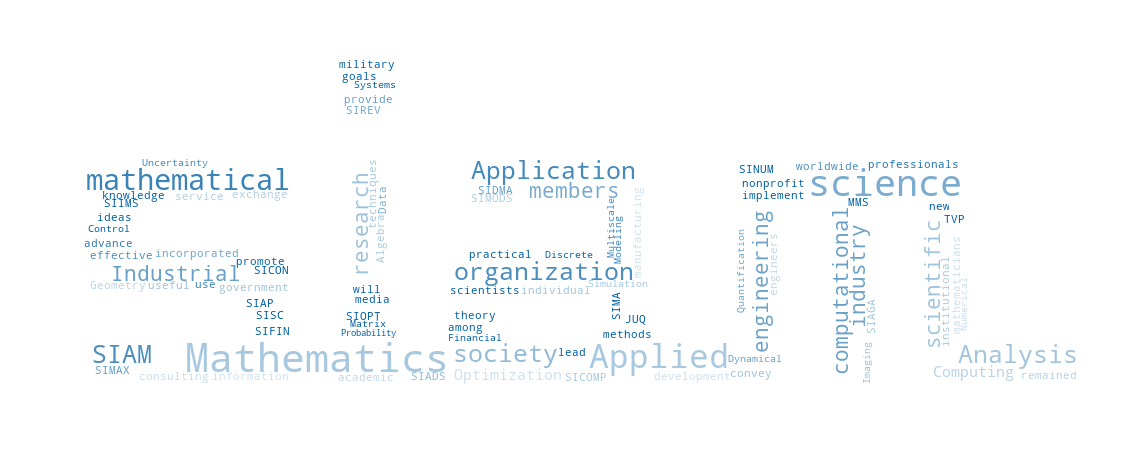 military
goals
Systems
provide
SIREV
Uncertainty
mathematical
knowledge
service
exchange
SIIMS
ideas
Control
advance
effective
incorporated
promote
Industrial
SICON
Geometry
useful
use
government
SIAP
SISC
SIFIN
SIAM
SIMAX
consulting
information
Mathematics
research
techniques
Data
Algebra
will
media
SIOPT
Matrix
Probability
academic
SIADS
Application
SIDMA
members
SIMODS
Multiscale
Modeling
manufacturing
practical
Discrete
organization
Simulation
scientists
individual
SIMA
theory
JUQ
among
methods
Financial
society
lead
Applied
Optimization
SICOMP
development
SINUM
worldwide
professionals
nonprofit
science
implement
MMS
new
TVP
Quantification
engineering
engineers
computational
industry
SIAGA
Imaging
scientific
institutional
mathematicians
Numerical
Dynamical
convey
Analysis
Computing
remained